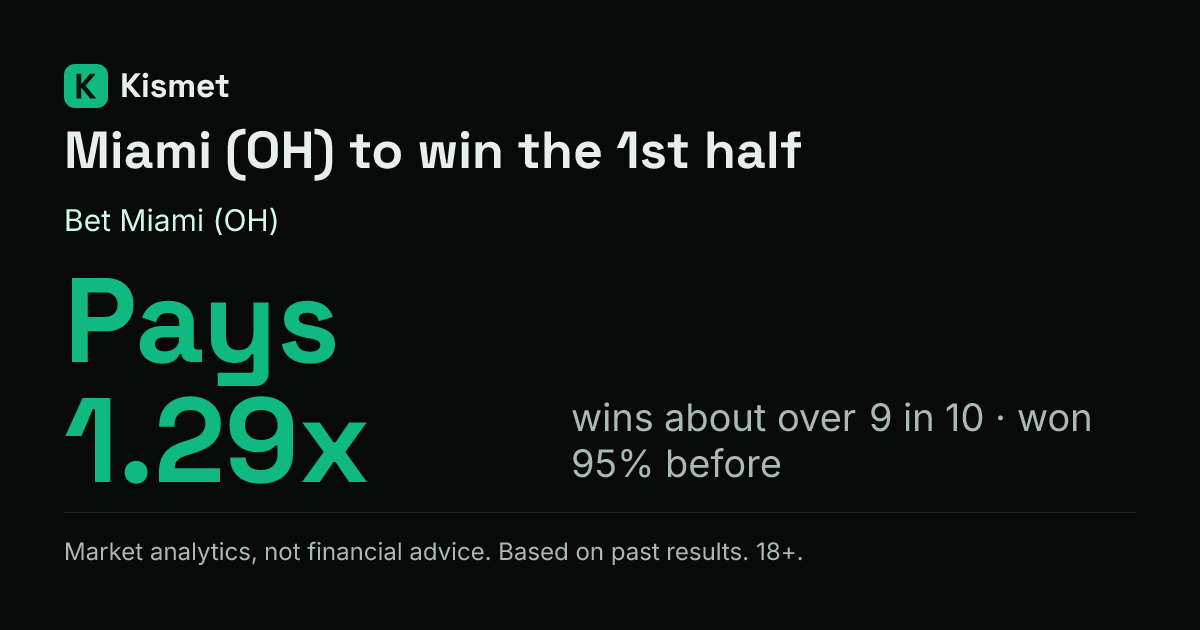 K Kismet
Miami (OH) to win the 1st half
Bet Miami (OH)
Pays
1.29x
wins about over 9 in 10 · won
95% before
Market analytics, not financial advice. Based on past results. 18+.